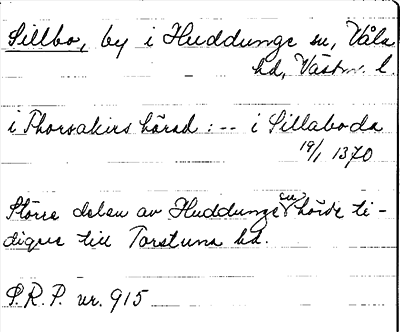 Sillbo, by i Huddunge sn, Våla
hd, Västm. l.
i Thorsakirs härad : -- i Sillaboda
19/1 1370
Större delen av Huddunge sn hörde ti-
digare till Torstuna hd.
S.R.P. nr. 915